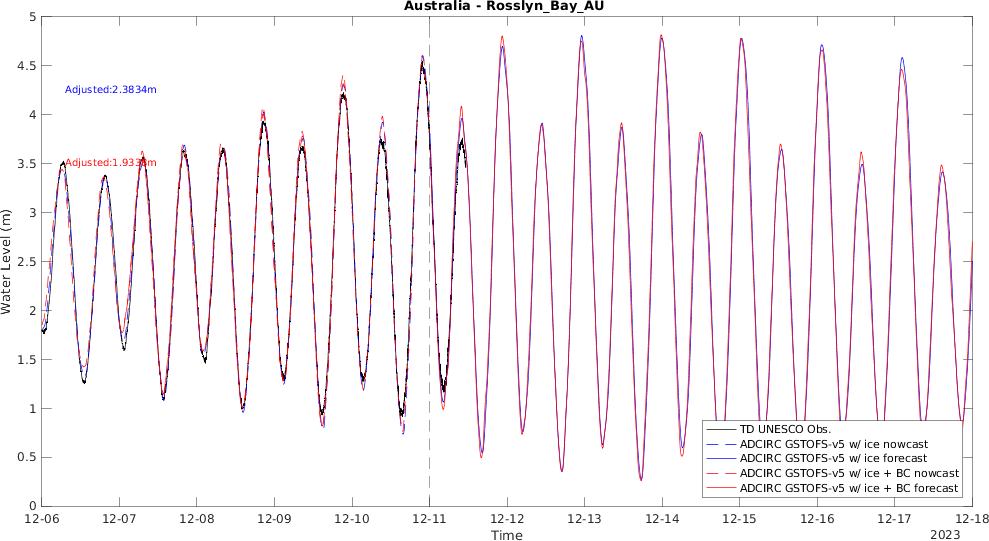 Australia - Rosslyn_Bay_AU
5
4.5
4
3.5
3
2.5
2
1.5
1
0.5
0
Water Level (m)
Adjusted:2.3834m
Adjusted:1.9338m
TD UNESCO Obs.
ADCIRC GSTOFS-v5 w/ ice nowcast
ADCIRC GSTOFS-v5 w/ ice forecast
ADCIRC GSTOFS-v5 w/ ice + BC nowcast
ADCIRC GSTOFS-v5 w/ ice + BC forecast
12-06 12-07 12-08 12-09 12-10 12-11 12-12 12-13 12-14 12-15 12-16 12-17 12-18
Time
2023